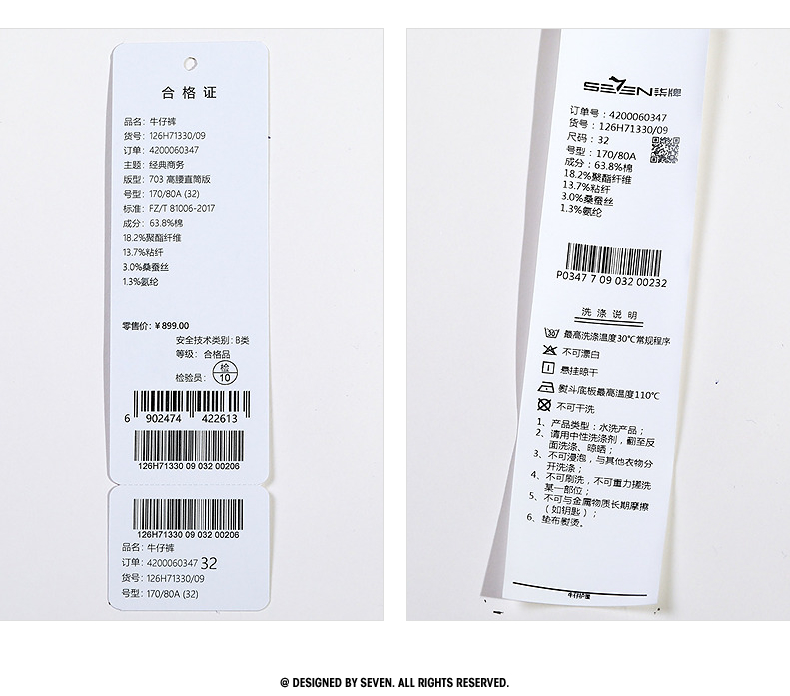 合格证
品名: 牛仔裤
货号: 126H71330/09
订单: 4200060347
主题: 经典商务
版型: 703 高腰直筒版
号型: 170/80A (32)
标准: FZ/T 81006-2017
成分: 63.8%棉
18.2%聚酯纤维
13.7%粘纤
3.0%桑蚕丝
1.3%氨纶
零售价: ¥899.00
安全技术类别: B类
等级: 合格品
检验员: 检 10
6 902474 422613
126H71330 09 032 00206
126H71330 09 032 00206
品名: 牛仔裤
订单: 4200060347 32
货号: 126H71330/09
号型: 170/80A (32)
SEVEN柒牌
订单号: 4200060347
货号: 126H71330/09
尺码: 32
号型: 170/80A
成分: 63.8%棉
18.2%聚酯纤维
13.7%粘纤
3.0%桑蚕丝
1.3%氨纶
P0347 7 09 032 00232
洗涤说明
30 最高洗涤温度30℃常规程序
不可漂白
悬挂晾干
熨斗底板最高温度110℃
不可干洗
1、产品类型: 水洗产品;
2、请用中性洗涤剂, 翻至反
面洗涤、晾晒;
3、不可浸泡, 与其他衣物分
开洗涤;
4、不可刷洗, 不可重力搓洗
某一部位;
5、不可与金属物质长期摩擦
(如钥匙);
6、垫布熨烫。
@ DESIGNED BY SEVEN. ALL RIGHTS RESERVED.